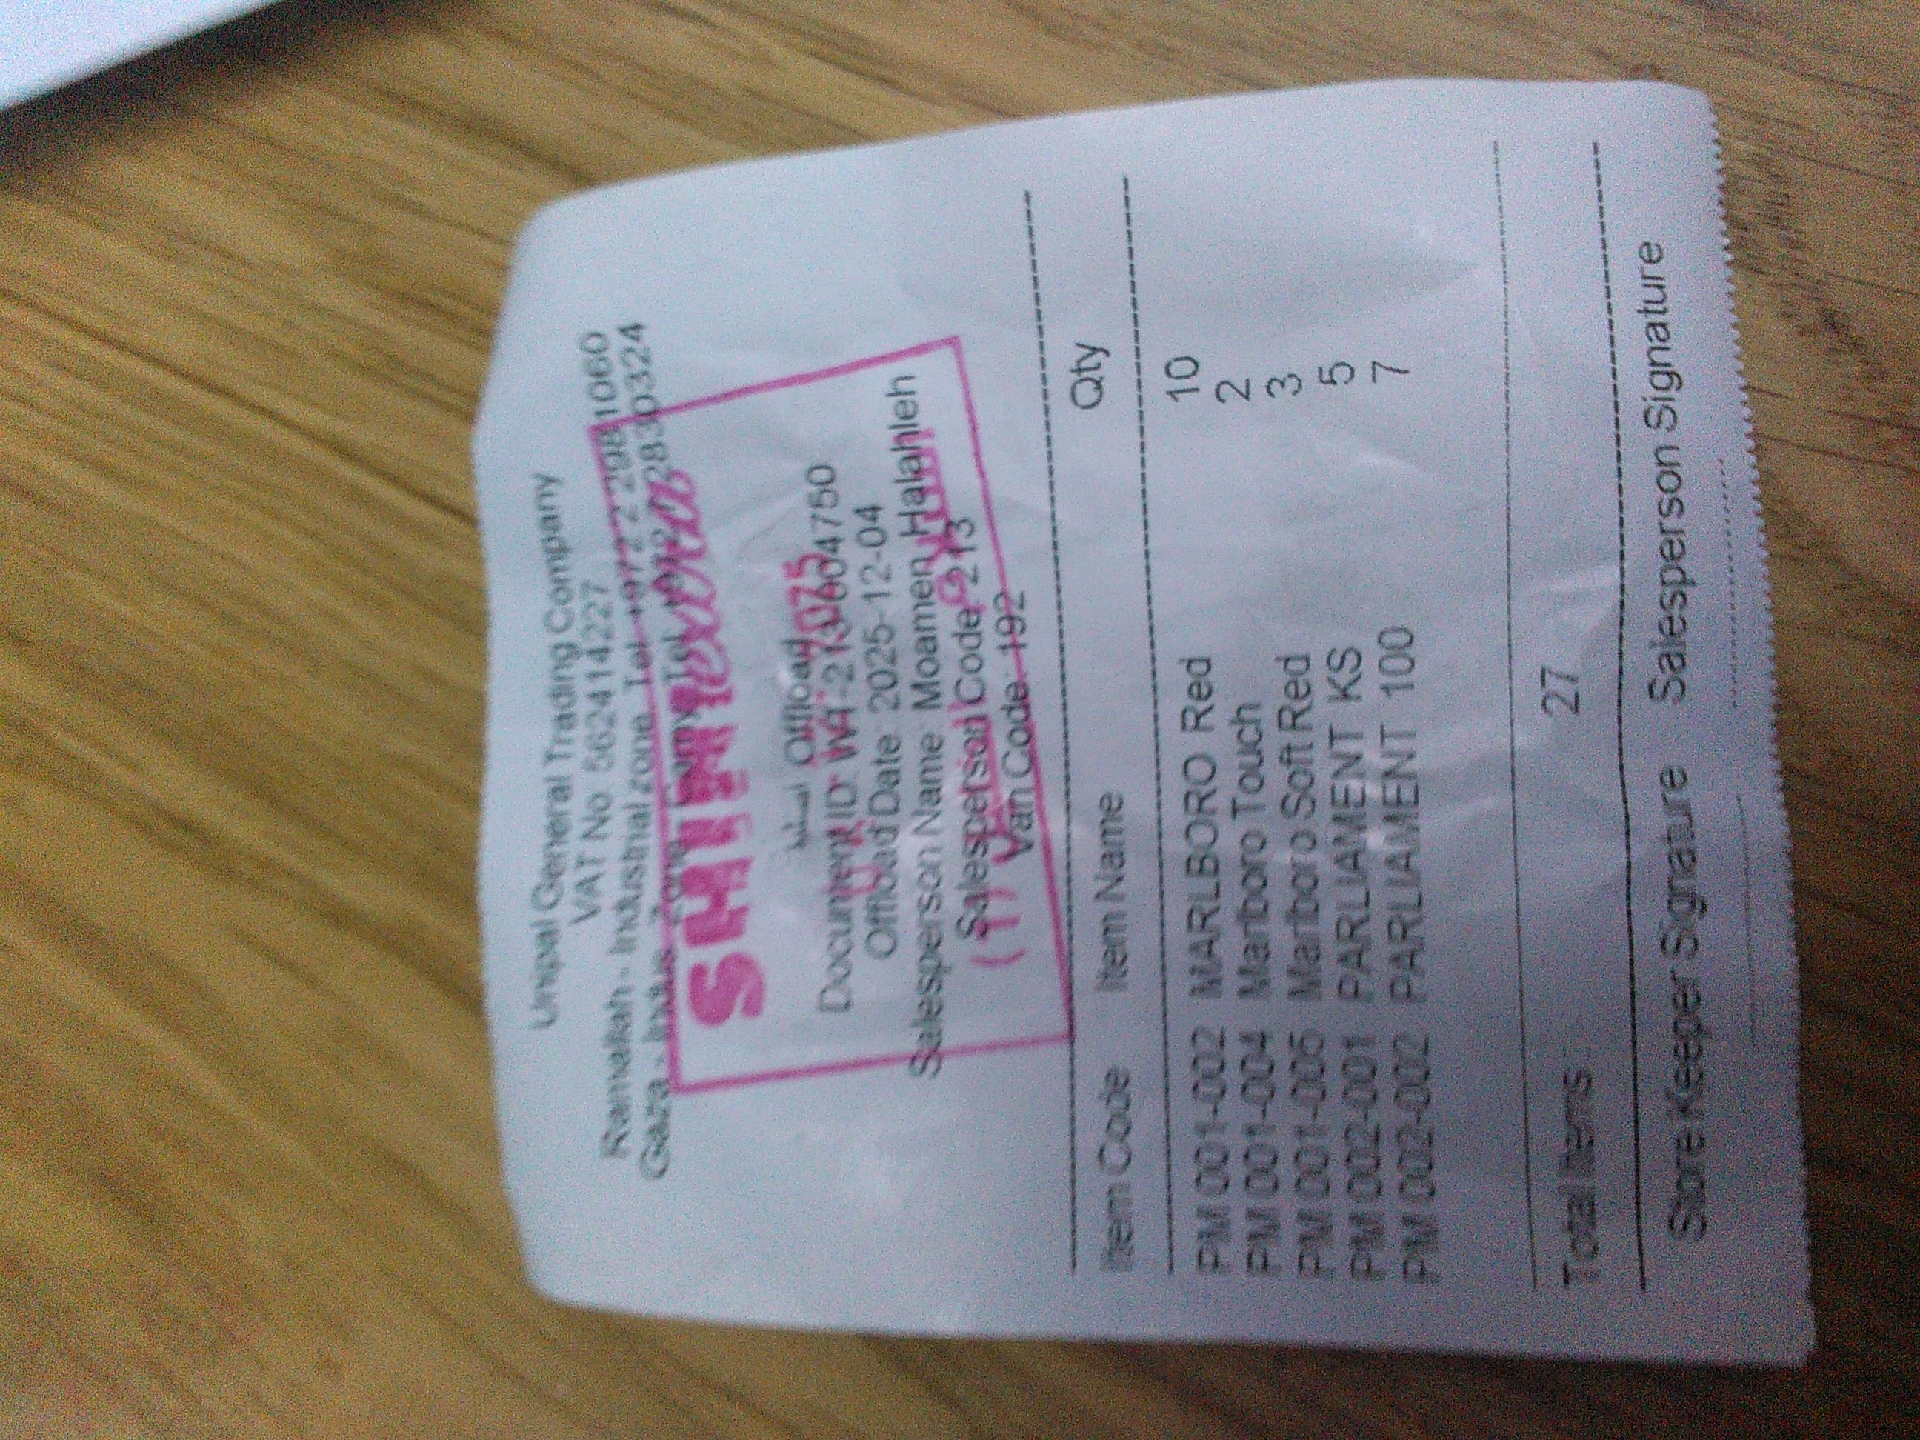 Unipal General Trading Company
VAT No. 562414227
Ramallah - Industrial zone, Tel +972 2 2981060
Gaza - Indus. Zone
Offload
Document ID:
Offload Date 2025-12-04
Salesperson Name Moamen Halahleh
Salesperson Code 213
Van Code 192
Item Code Item Name Qty
PM 001-002 MARLBORO Red 10
PM 001-004 Marlboro Touch 2
PM 001-005 Marlboro Soft Red 3
PM 002-001 PARLIAMENT KS 5
PM 002-002 PARLIAMENT 100 7
Total Items: 27
Store Keeper Signature Salesperson Signature